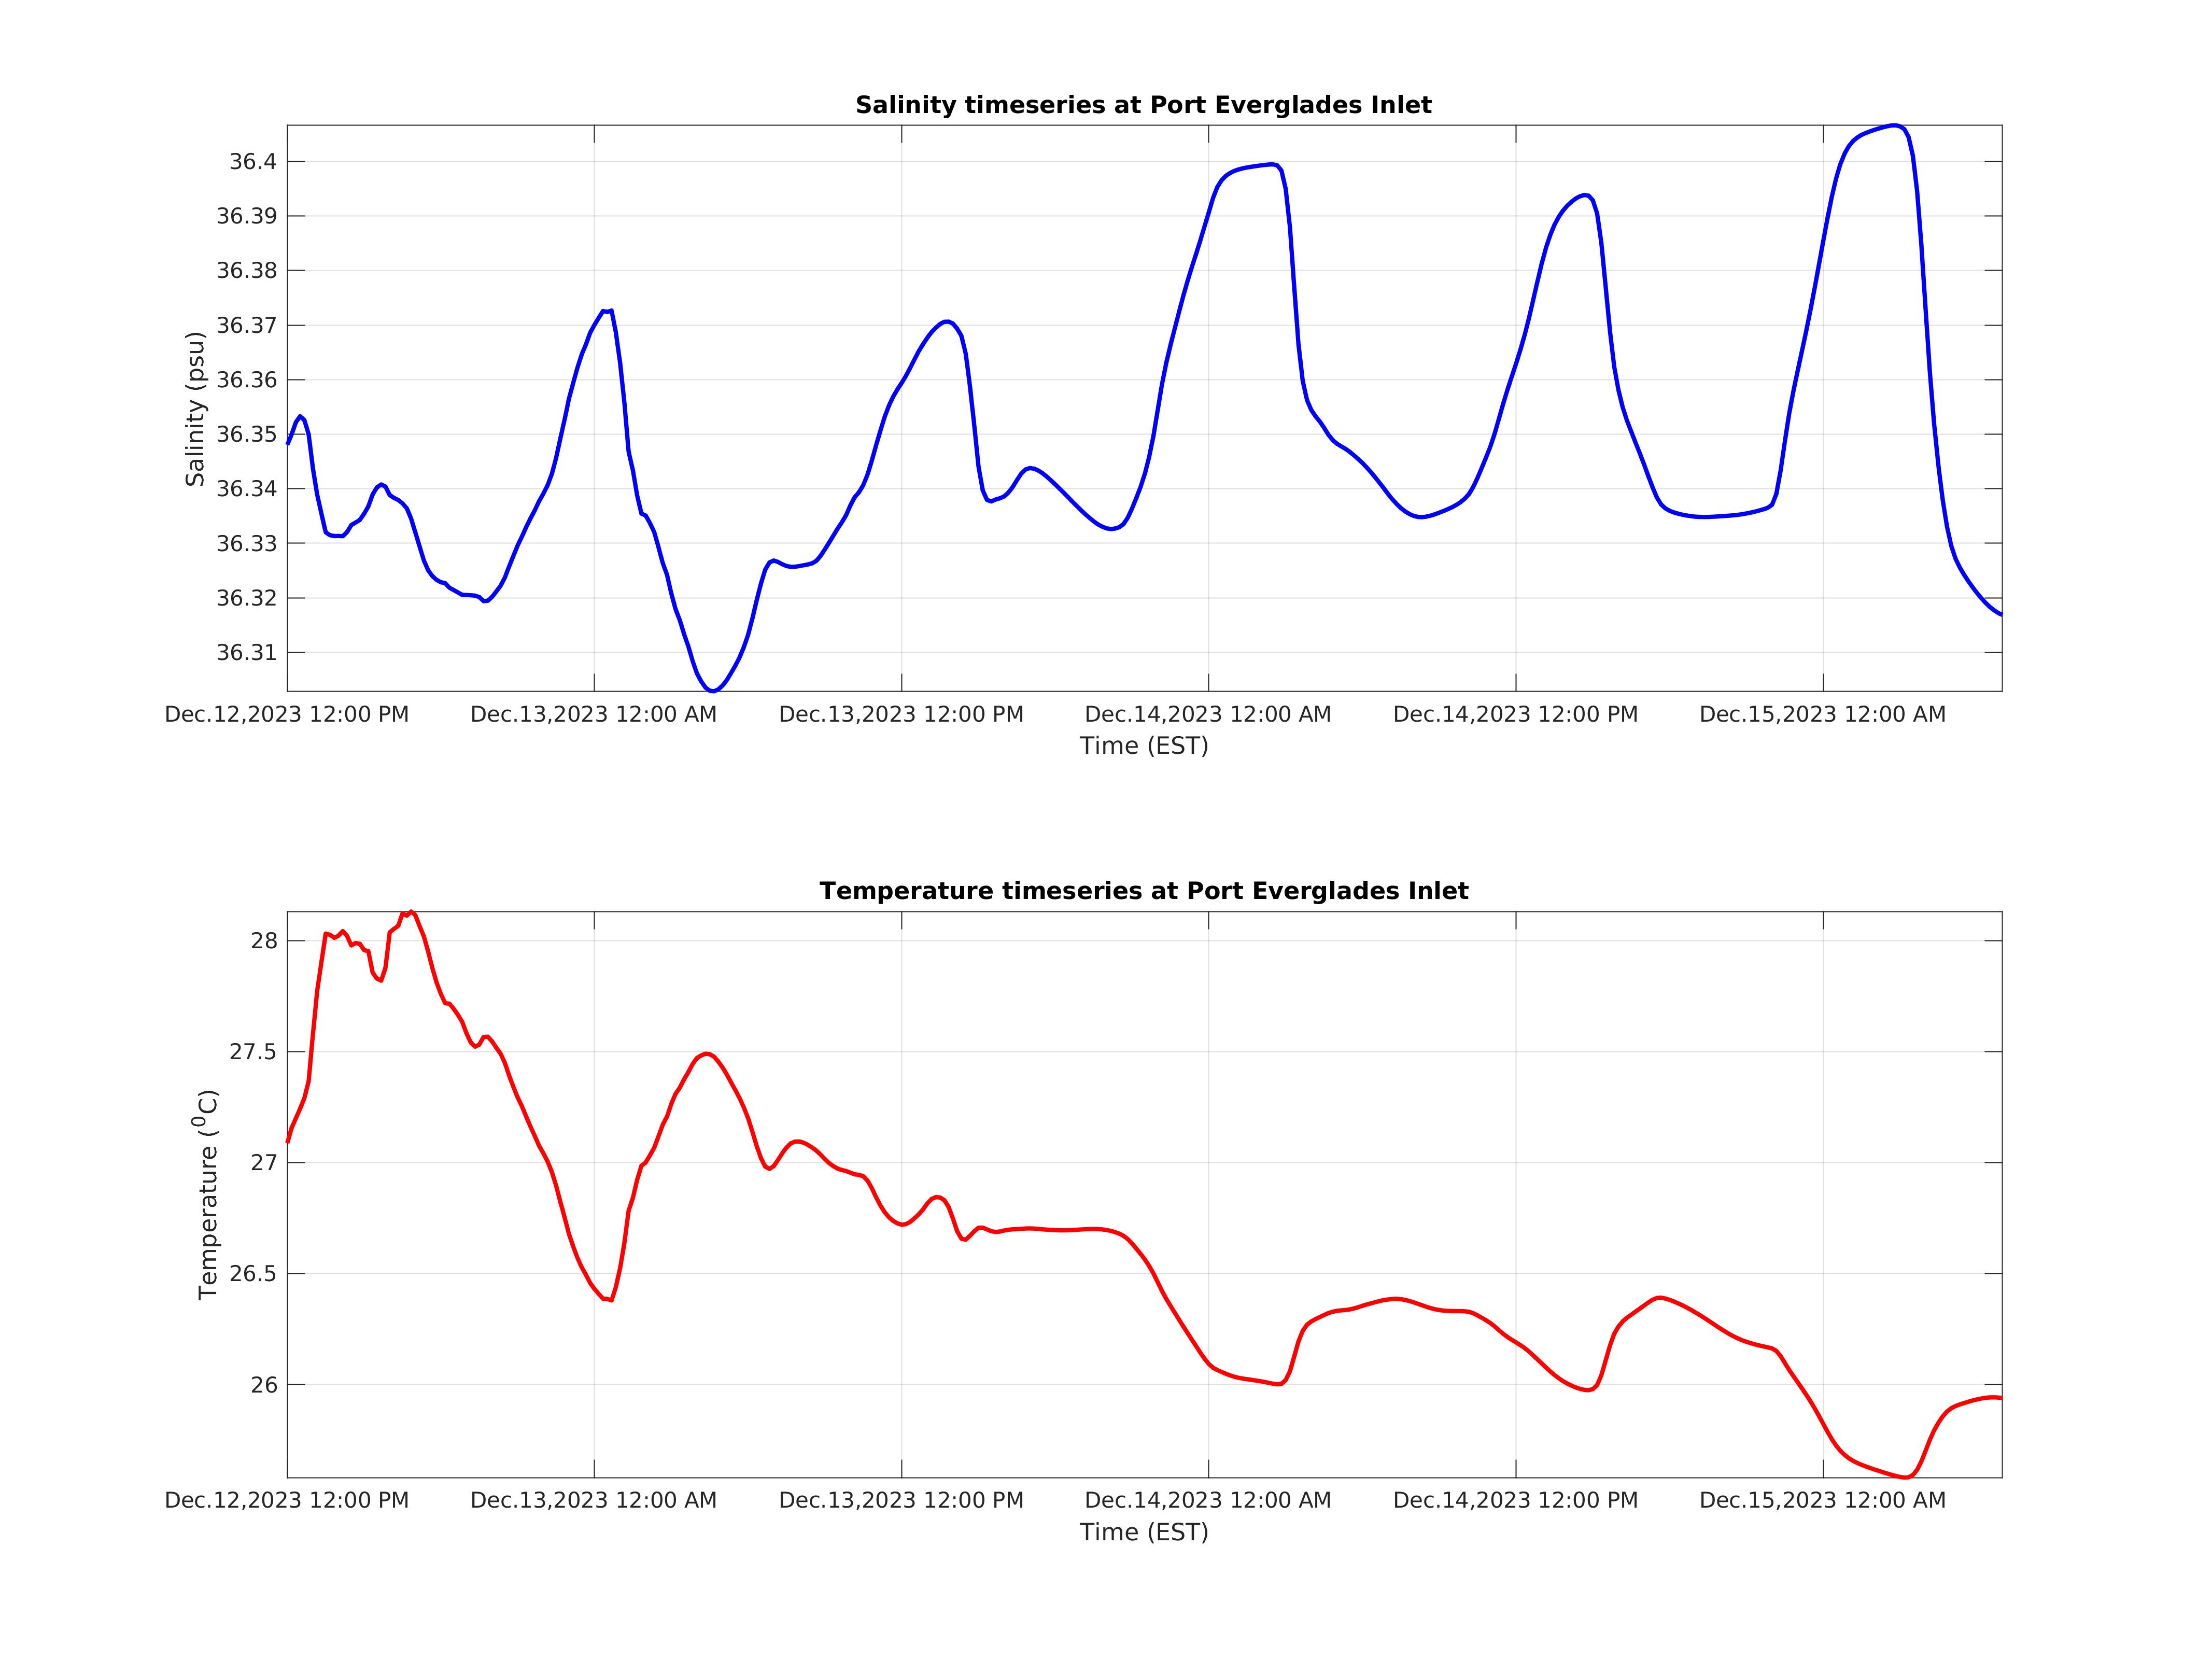 Salinity timeseries at Port Everglades Inlet
36.4
36.39
36.38
36.37
36.36
36.35
36.34
36.33
36.32
36.31
Salinity (psu)
Dec.12,2023 12:00 PM Dec.13,2023 12:00 AM Dec.13,2023 12:00 PM Dec.14,2023 12:00 AM Dec.14,2023 12:00 PM Dec.15,2023 12:00 AM
Time (EST)
Temperature timeseries at Port Everglades Inlet
28
27.5
27
26.5
26
Temperature (⁰C)
Dec.12,2023 12:00 PM Dec.13,2023 12:00 AM Dec.13,2023 12:00 PM Dec.14,2023 12:00 AM Dec.14,2023 12:00 PM Dec.15,2023 12:00 AM
Time (EST)